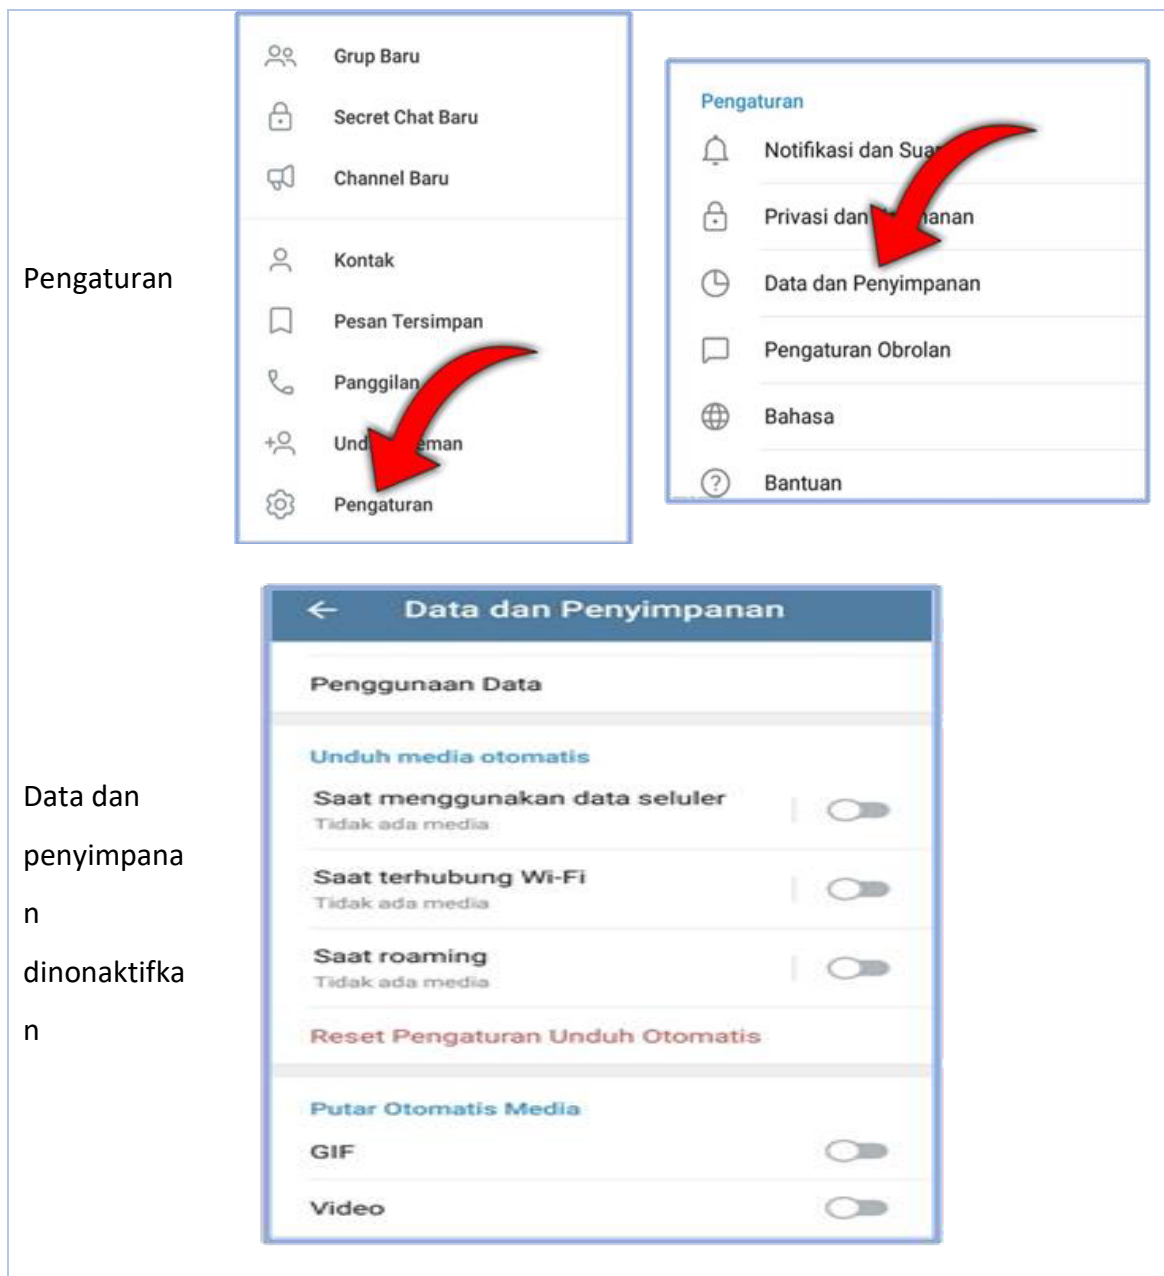 Pengaturan
Grup Baru
Secret Chat Baru
Channel Baru
Kontak
Pesan Tersimpan
Panggilan
Pengaturan
Pengaturan
Notifikasi dan
Privasi dan
Data dan Penyimpanan
Pengaturan Obrolan
Bahasa
Bantuan
Data dan
penyimpana
n
dinonaktifka
n
Data dan Penyimpanan
Penggunaan Data
Unduh media otomatis
Saat menggunakan data seluler
Tidak ada media
Saat terhubung Wi-Fi
Tidak ada media
Saat roaming
Tidak ada media
Reset Pengaturan Unduh Otomatis
Putar Otomatis Media
GIF
Video